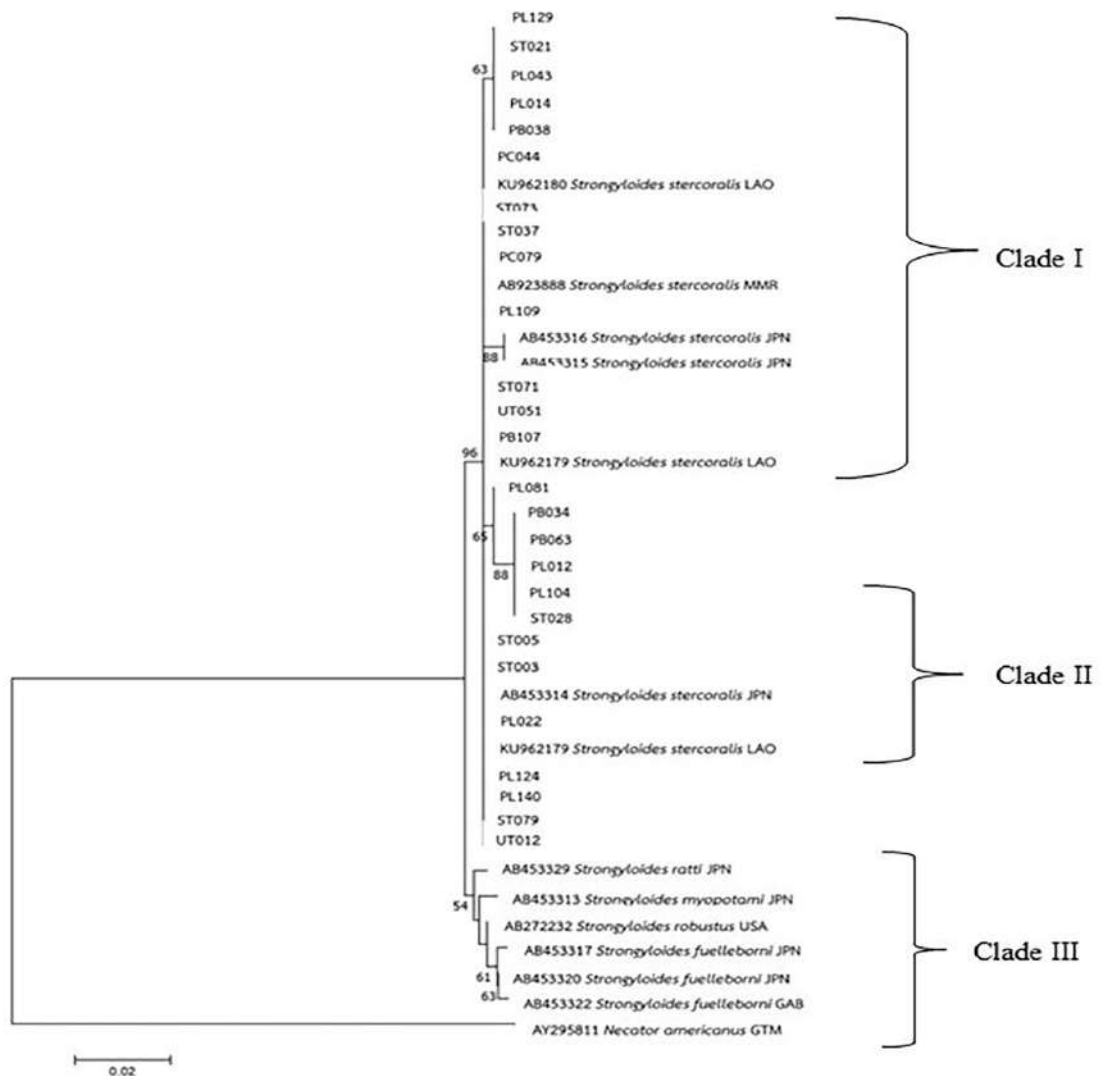 PL129
ST021
63
PL043
PL014
PB038
PC044
KU962180 Strongyloides stercoralis LAO
ST073
ST037
PC079
Clade I
AB923888 Strongyloides stercoralis MMR
PL109
AB453316 Strongyloides stercoralis JPN
88
AB453315 Strongyloides stercoralis JPN
ST071
UT051
PB107
96
KU962179 Strongyloides stercoralis LAO
PL081
PB034
65
PB063
PL012
88
PL104
ST028
ST005
ST003
Clade II
AB453314 Strongyloides stercoralis JPN
PL022
KU962179 Strongyloides stercoralis LAO
PL124
PL140
ST079
UT012
AB453329 Strongyloides ratti JPN
54
AB453313 Strongyloides myopotami JPN
AB272232 Strongyloides robustus USA
AB453317 Strongyloides fuelleborni JPN
Clade III
61
AB453320 Strongyloides fuelleborni JPN
63
AB453322 Strongyloides fuelleborni GAB
AY295811 Necator americanus GTM
0.02